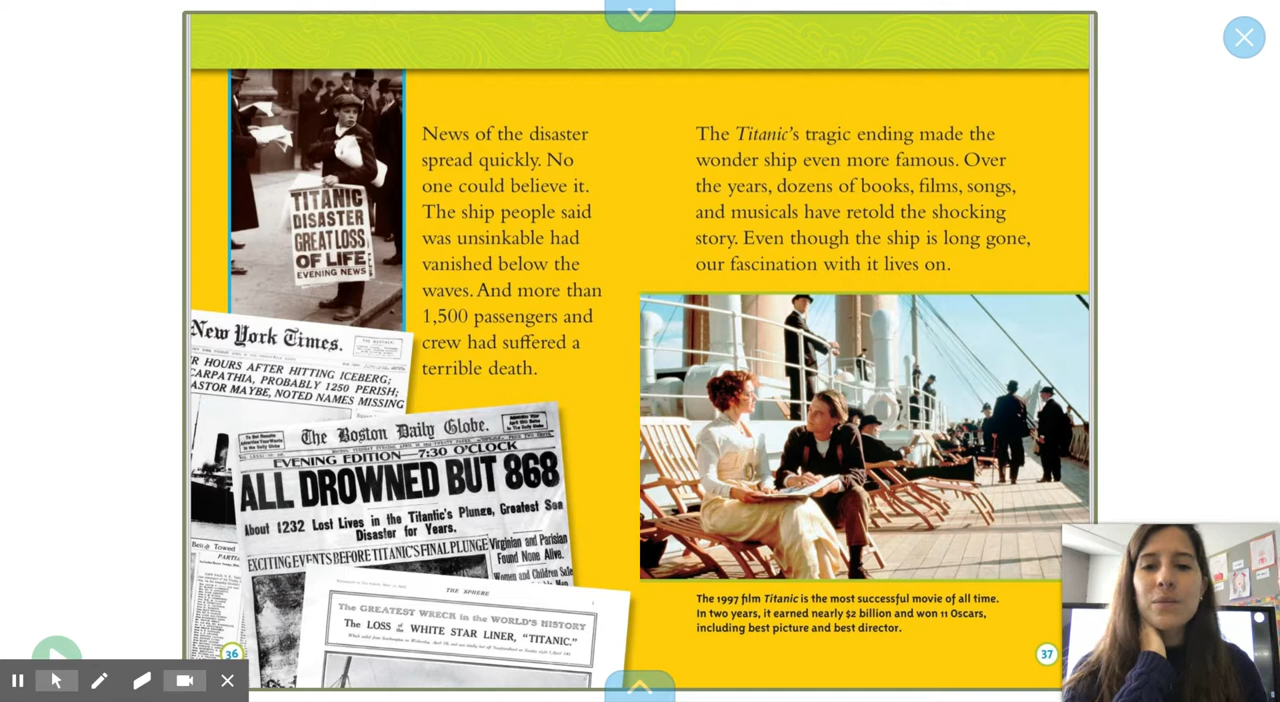 TITANIC
DISASTER
GREAT LOSS
OF LIFE
EVENING NEWS
News of the disaster
spread quickly. No
one could believe it.
The ship people said
was unsinkable had
vanished below the
waves. And more than
1,500 passengers and
crew had suffered a
terrible death.
New York Times.
R HOURS AFTER HITTING ICEBERG;
CARPATHIA, PROBABLY 1250 PERISH;
ASTOR MAYBE, NOTED NAMES MISSING
The Boston Daily Globe.
EVENING EDITION—7:30 O'CLOCK
ALL DROWNED BUT 868
About 1232 Lost Lives in the Titanic's Plunge, Greatest Sea
Disaster for Years.
EXCITING EVENTS BEFORE TITANIC'S FINAL PLUNGE
Virginian and Parisian
Found None Alive.
Women and Children
THE SPHERE
The GREATEST WRECK in the WORLD'S HISTORY
The LOSS of the WHITE STAR LINER, "TITANIC."
36
The Titanic's tragic ending made the
wonder ship even more famous. Over
the years, dozens of books, films, songs,
and musicals have retold the shocking
story. Even though the ship is long gone,
our fascination with it lives on.
The 1997 film Titanic is the most successful movie of all time.
In two years, it earned nearly $2 billion and won 11 Oscars,
including best picture and best director.
37